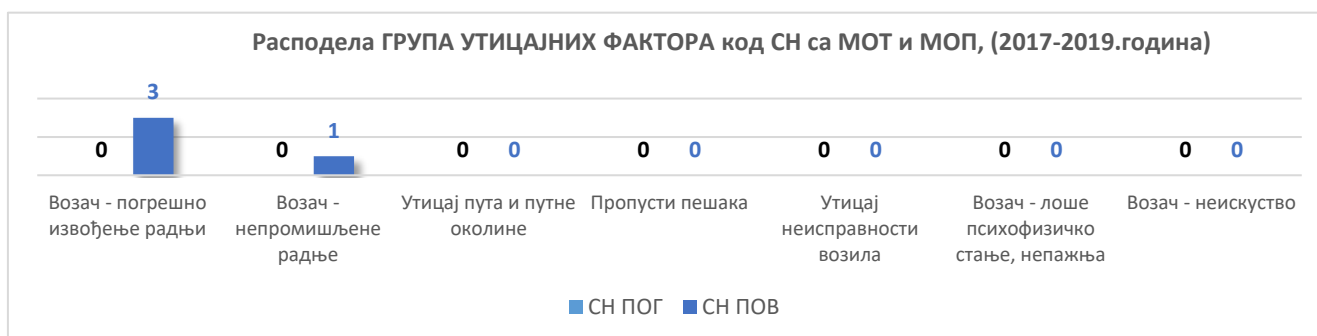 Расподела ГРУПА УТИЦАЈНИХ ФАКТОРА код СН са МОТ и МОП, (2017-2019.година)
0 3 0 1 0 0 0 0 0 0 0 0 0 0
Возач - погрешно извођење радњи
Возач - непромишљене радње
Утицај пута и путне околине
Пропусти пешака
Утицај неисправности возила
Возач - лоше психофизичко стање, непажња
Возач - неискуство
СН ПОГ СН ПОВ